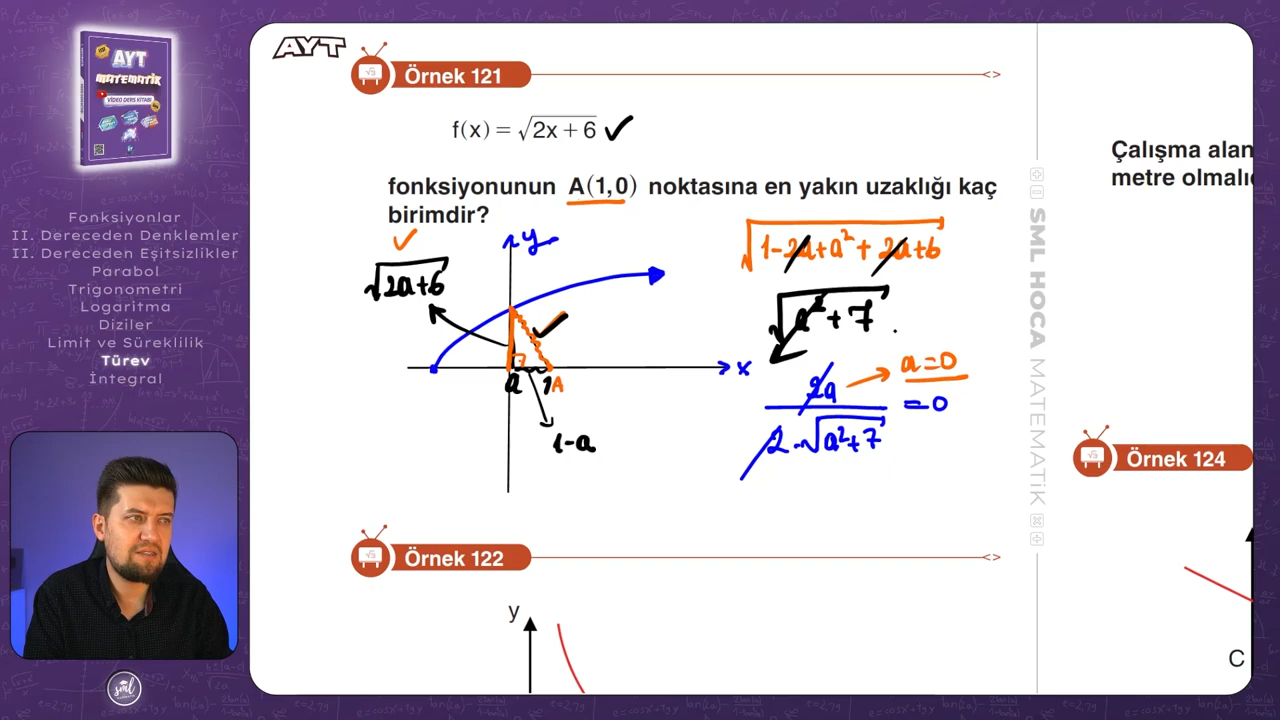 AYT
MATEMATİK
VİDEO DERS KİTABI
Fonksiyonlar
II. Dereceden Denklemler
II. Dereceden Eşitsizlikler
Parabol
Trigonometri
Logaritma
Diziler
Limit ve Süreklilik
Türev
İntegral
sml
AYT
Örnek 121
f(x) = √2x + 6
fonksiyonunun A(1, 0) noktasına en yakın uzaklığı kaç
birimdir?
√2a+6
y
x
a
1
A
1-a
√1-2a+a²+2a+6
√a²+7
2a
a=0
= 0
2·√a²+7
Örnek 122
y
SML HOCA MATEMATİK
Çalışma alan
metre olmalıd
Örnek 124
C